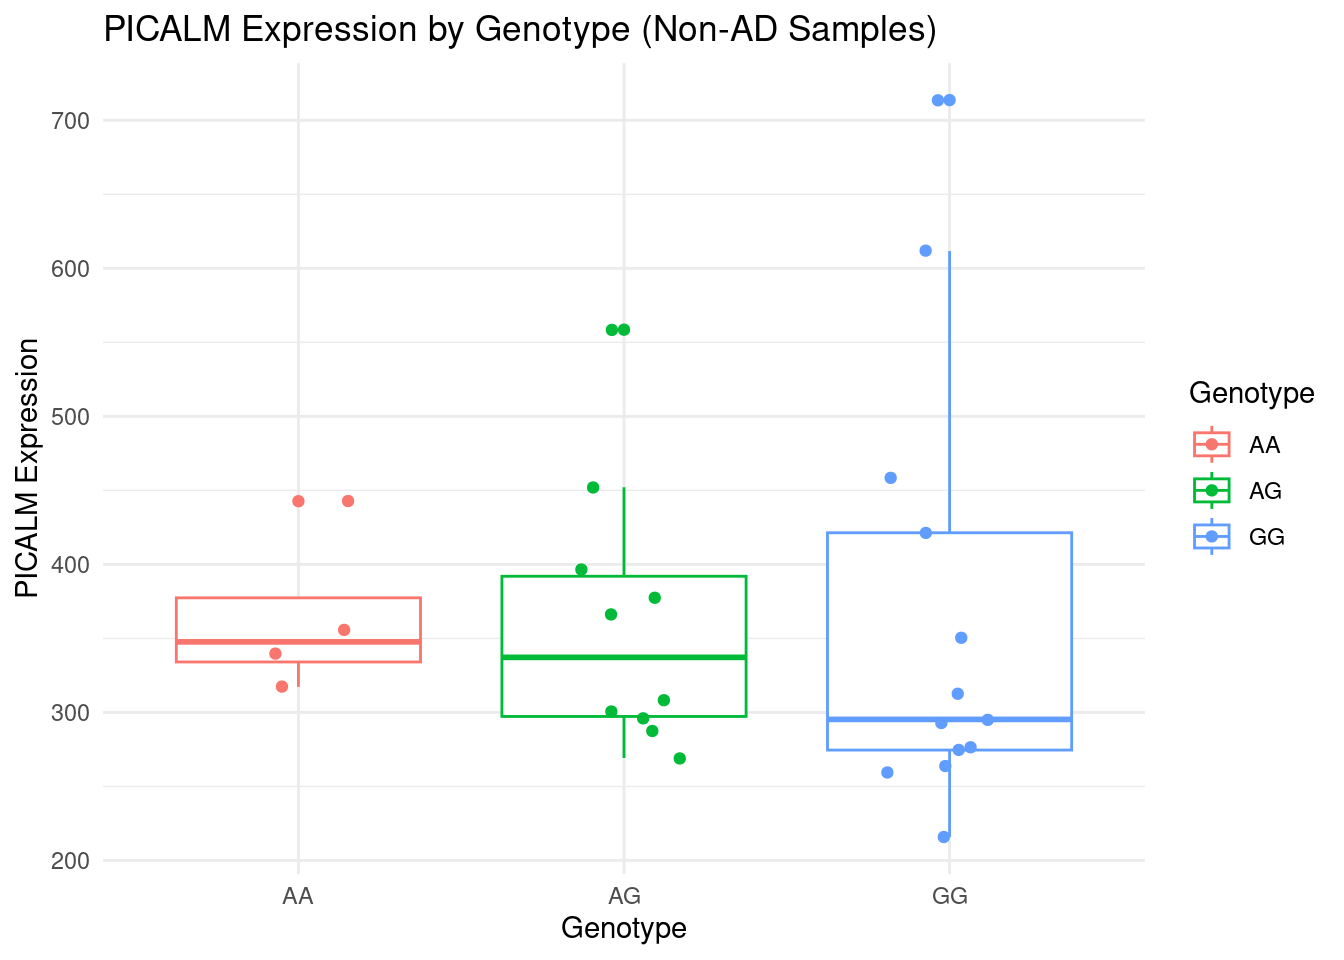 PICALM Expression by Genotype (Non-AD Samples)
PICALM Expression
700
600
500
400
300
200
AA
AG
GG
Genotype
Genotype
AA
AG
GG